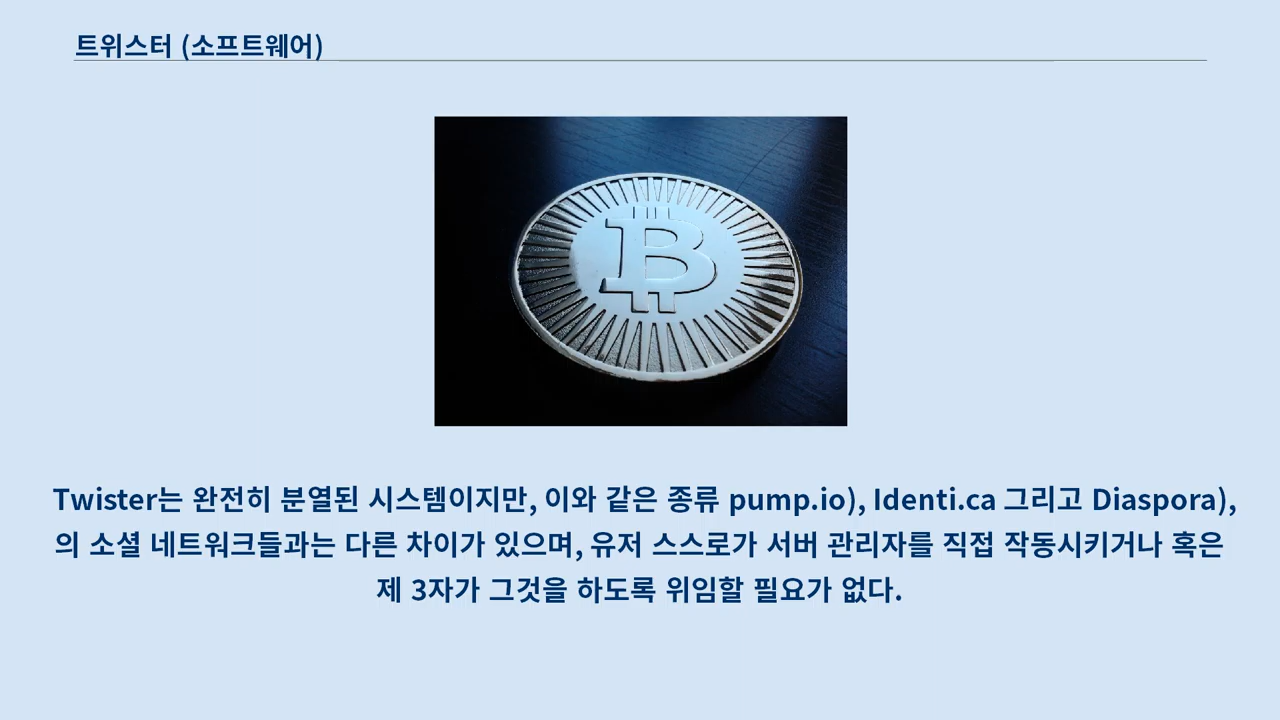 트위스터 (소프트웨어)
Twister는 완전히 분열된 시스템이지만, 이와 같은 종류 pump.io), Identi.ca 그리고 Diaspora),
의 소셜 네트워크들과는 다른 차이가 있으며, 유저 스스로가 서버 관리자를 직접 작동시키거나 혹은
제 3자가 그것을 하도록 위임할 필요가 없다.